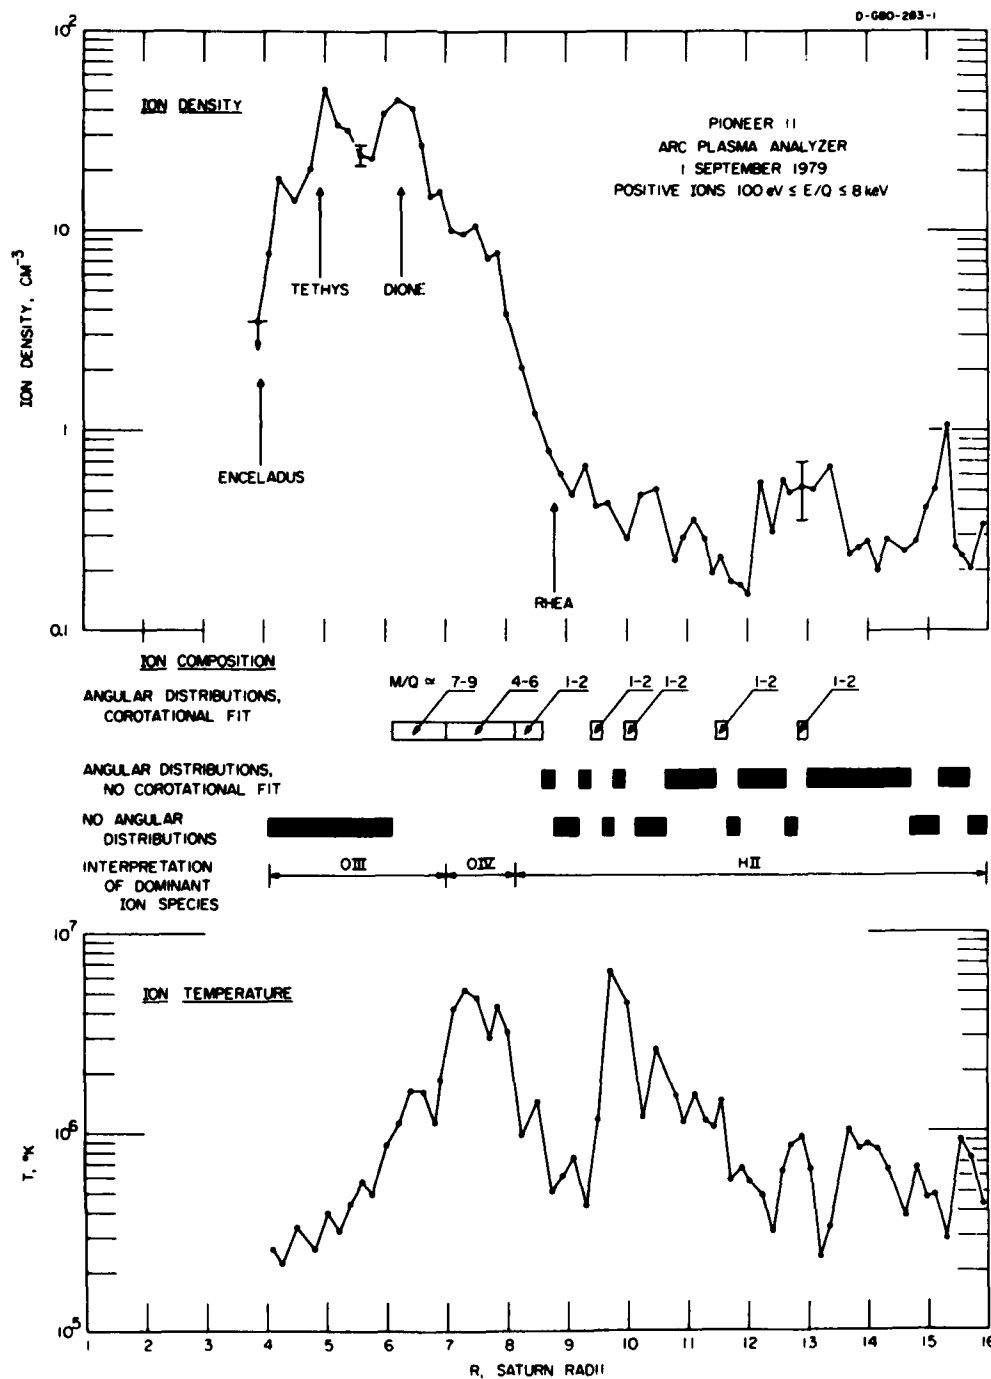 D-G80-283-1
10²
ION DENSITY
PIONEER 11
ARC PLASMA ANALYZER
1 SEPTEMBER 1979
POSITIVE IONS 100 eV ≤ E/Q ≤ 8 keV
10
TETHYS
DIONE
ION DENSITY, CM⁻³
1
ENCELADUS
RHEA
0.1
ION COMPOSITION
ANGULAR DISTRIBUTIONS,
COROTATIONAL FIT
M/Q ≃ 7-9 4-6 1-2 1-2 1-2 1-2 1-2
ANGULAR DISTRIBUTIONS,
NO COROTATIONAL FIT
NO ANGULAR
DISTRIBUTIONS
INTERPRETATION
OF DOMINANT
ION SPECIES
OIII OIV HII
10⁷
ION TEMPERATURE
10⁶
T, °K
10⁵
1 2 3 4 5 6 7 8 9 10 11 12 13 14 15 16
R, SATURN RADII